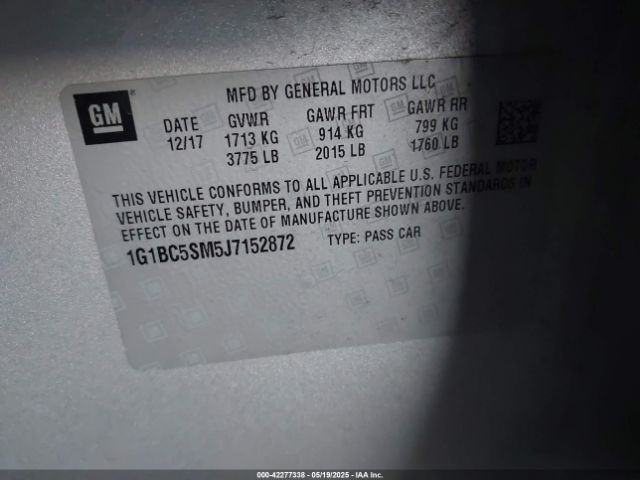 GM
MFD BY GENERAL MOTORS LLC
DATE GVWR GAWR FRT GAWR RR
12/17 1713 KG 914 KG 799 KG
3775 LB 2015 LB 1760 LB
THIS VEHICLE CONFORMS TO ALL APPLICABLE U.S. FEDERAL MOTOR
VEHICLE SAFETY, BUMPER, AND THEFT PREVENTION STANDARDS IN
EFFECT ON THE DATE OF MANUFACTURE SHOWN ABOVE.
1G1BC5SM5J7152872 TYPE: PASS CAR
000-42277338 - 05/19/2025 - IAA Inc.